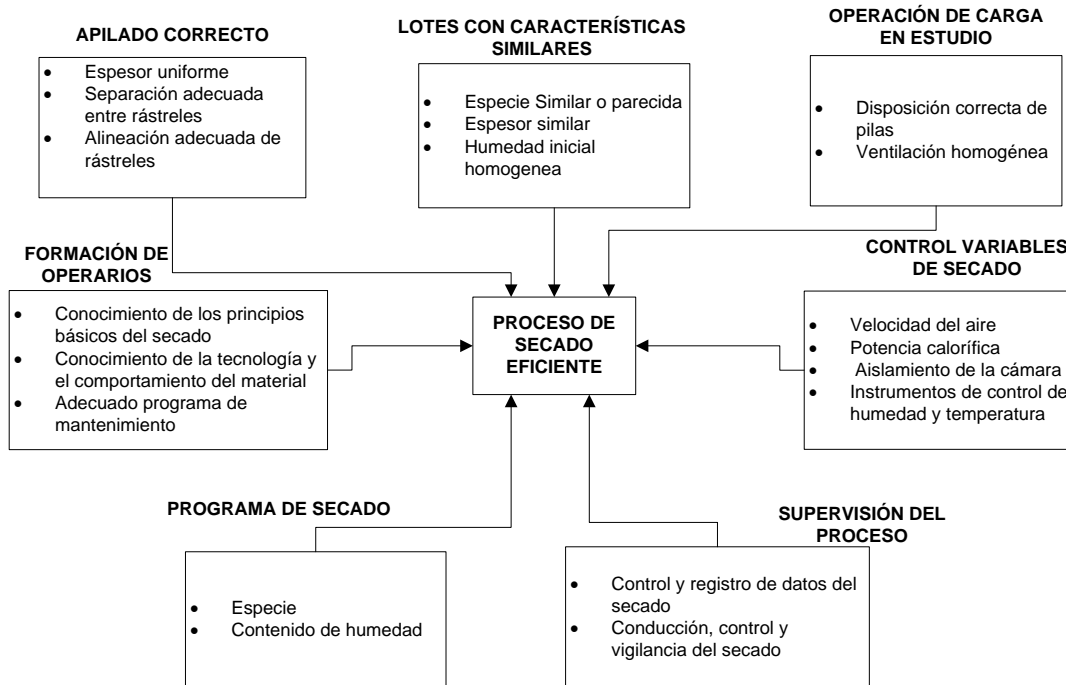 APILADO CORRECTO
• Espesor uniforme
• Separación adecuada
entre rástreles
• Alineación adecuada de
rástreles
LOTES CON CARACTERÍSTICAS
SIMILARES
• Especie Similar o parecida
• Espesor similar
• Humedad inicial
homogenea
OPERACIÓN DE CARGA
EN ESTUDIO
• Disposición correcta de
pilas
• Ventilación homogénea
FORMACIÓN DE
OPERARIOS
• Conocimiento de los principios
básicos del secado
• Conocimiento de la tecnología y
el comportamiento del material
• Adecuado programa de
mantenimiento
PROCESO DE
SECADO
EFICIENTE
CONTROL VARIABLES
DE SECADO
• Velocidad del aire
• Potencia calorífica
• Aislamiento de la cámara
• Instrumentos de control de
humedad y temperatura
PROGRAMA DE SECADO
• Especie
• Contenido de humedad
SUPERVISIÓN DEL
PROCESO
• Control y registro de datos del
secado
• Conducción, control y
vigilancia del secado